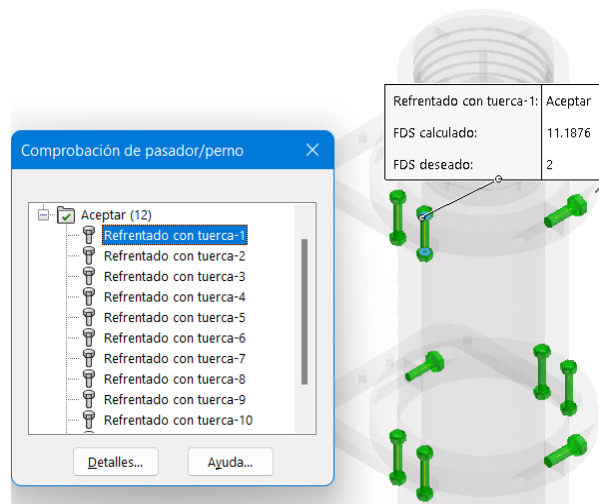 Refrentado con tuerca-1: Aceptar
FDS calculado: 11.1876
FDS deseado: 2
Comprobación de pasador/perno
Aceptar (12)
Refrentado con tuerca-1
Refrentado con tuerca-2
Refrentado con tuerca-3
Refrentado con tuerca-4
Refrentado con tuerca-5
Refrentado con tuerca-6
Refrentado con tuerca-7
Refrentado con tuerca-8
Refrentado con tuerca-9
Refrentado con tuerca-10
Detalles... Ayuda...